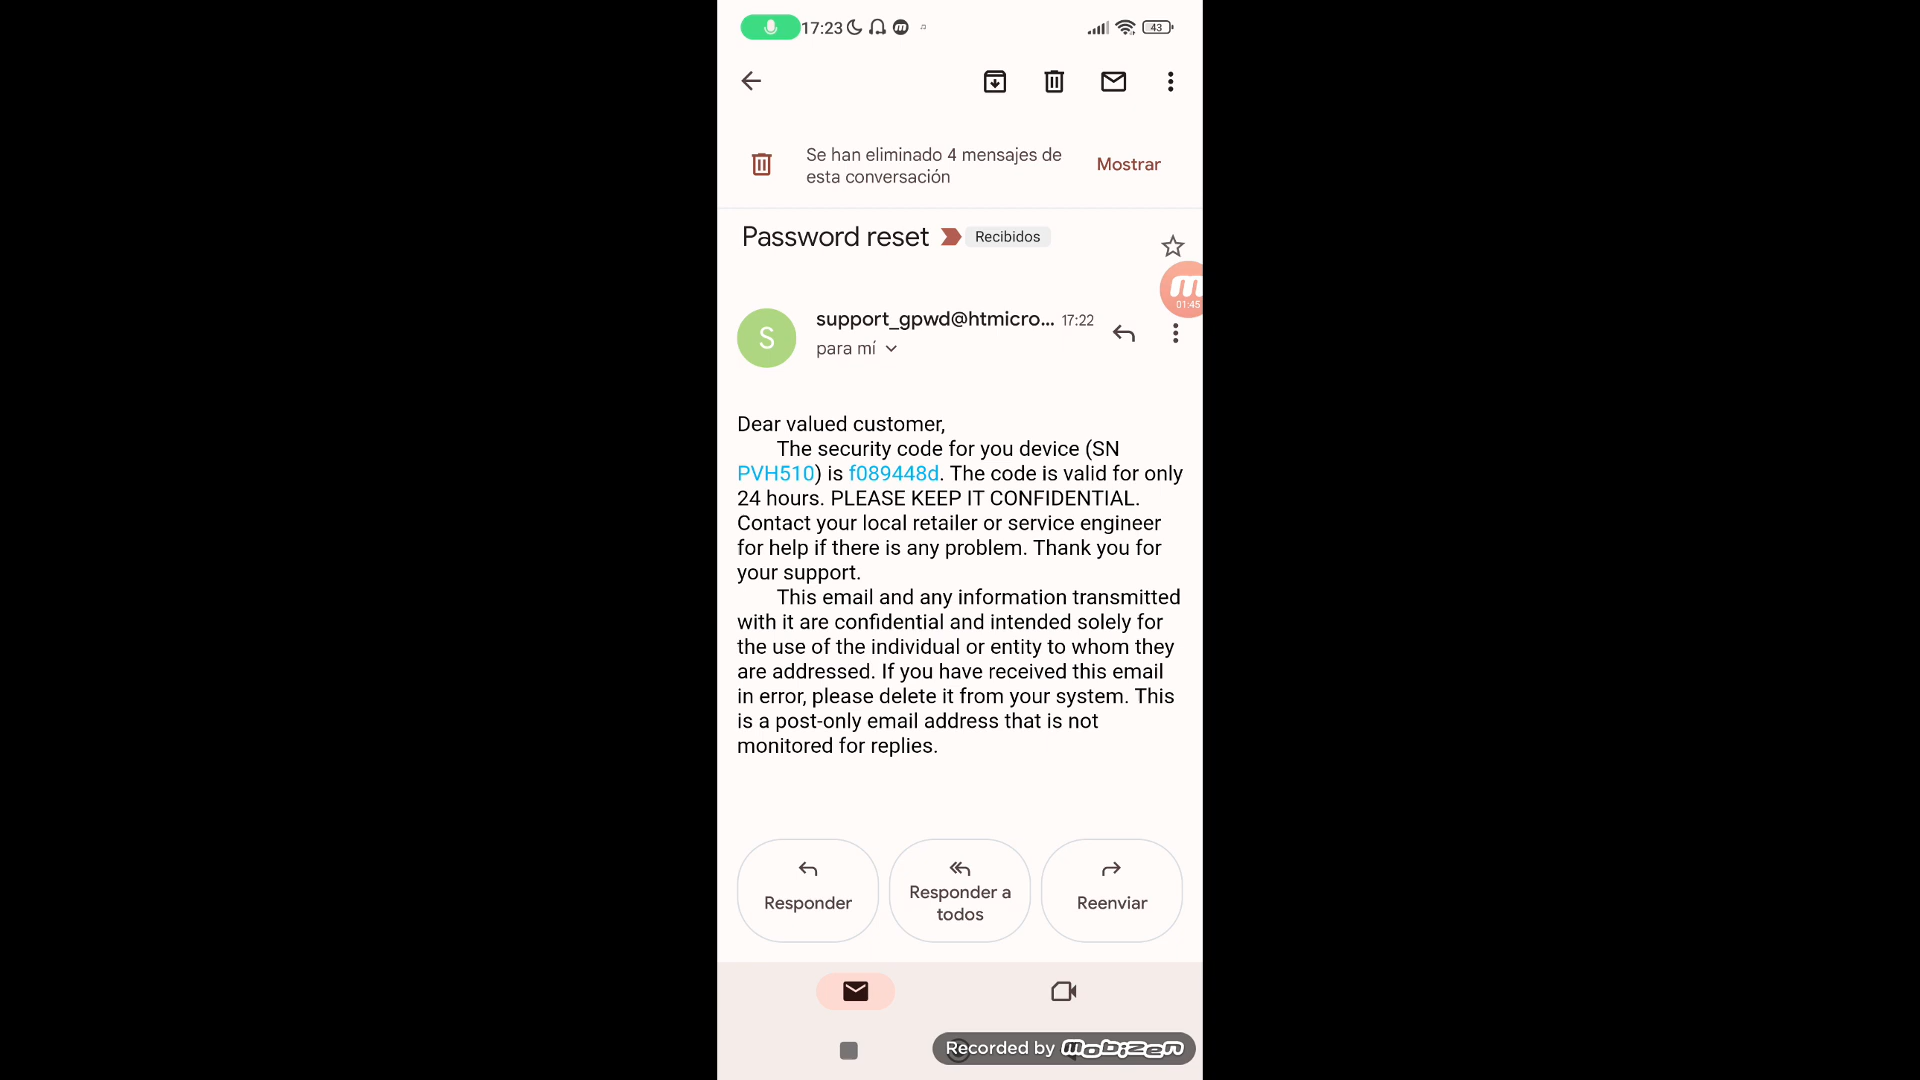 17:23
43
Se han eliminado 4 mensajes de
esta conversación
Mostrar
Password reset
Recibidos
01:45
S
support_gpwd@htmicro... 17:22
para mí
Dear valued customer,
The security code for you device (SN
PVH510) is f089448d. The code is valid for only
24 hours. PLEASE KEEP IT CONFIDENTIAL.
Contact your local retailer or service engineer
for help if there is any problem. Thank you for
your support.
This email and any information transmitted
with it are confidential and intended solely for
the use of the individual or entity to whom they
are addressed. If you have received this email
in error, please delete it from your system. This
is a post-only email address that is not
monitored for replies.
Responder
Responder a
todos
Reenviar
Recorded by mobizen